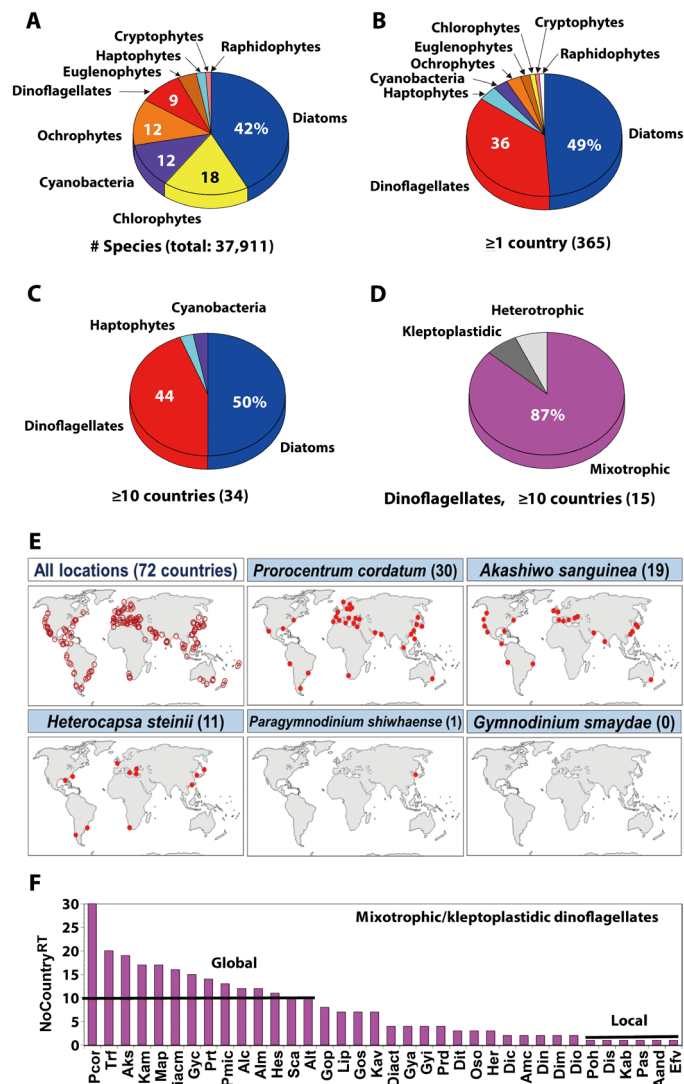 A
Cryptophytes
Haptophytes
Raphidophytes
Euglenophytes
Dinoflagellates
9
42%
Diatoms
Ochrophytes
12
12
18
Cyanobacteria
Chlorophytes
# Species (total: 37,911)
B
Chlorophytes
Cryptophytes
Euglenophytes
Raphidophytes
Ochrophytes
Cyanobacteria
Haptophytes
36
49%
Diatoms
Dinoflagellates
≥1 country (365)
C
Cyanobacteria
Haptophytes
44
50%
Dinoflagellates
Diatoms
≥10 countries (34)
D
Heterotrophic
Kleptoplastidic
87%
Mixotrophic
Dinoflagellates, ≥10 countries (15)
E
All locations (72 countries)
Prorocentrum cordatum (30)
Akashiwo sanguinea (19)
Heterocapsa steinii (11)
Paragymnodinium shiwhaense (1)
Gymnodinium smaydae (0)
F
NoCountryRT
30
25
20
15
10
5
0
Mixotrophic/kleptoplastidic dinoflagellates
Global
Local
Pcor
Trf
Aks
Kam
Map
iacm
Gyc
Prt
Pmic
Alc
Alm
Hes
Sca
Alt
Gop
Lip
Gos
Kav
Diact
Gya
Gyi
Prd
Dit
Oso
Her
Dic
Amc
Din
Dim
Dio
Poh
Dis
Kab
Pas
Aand
Efv